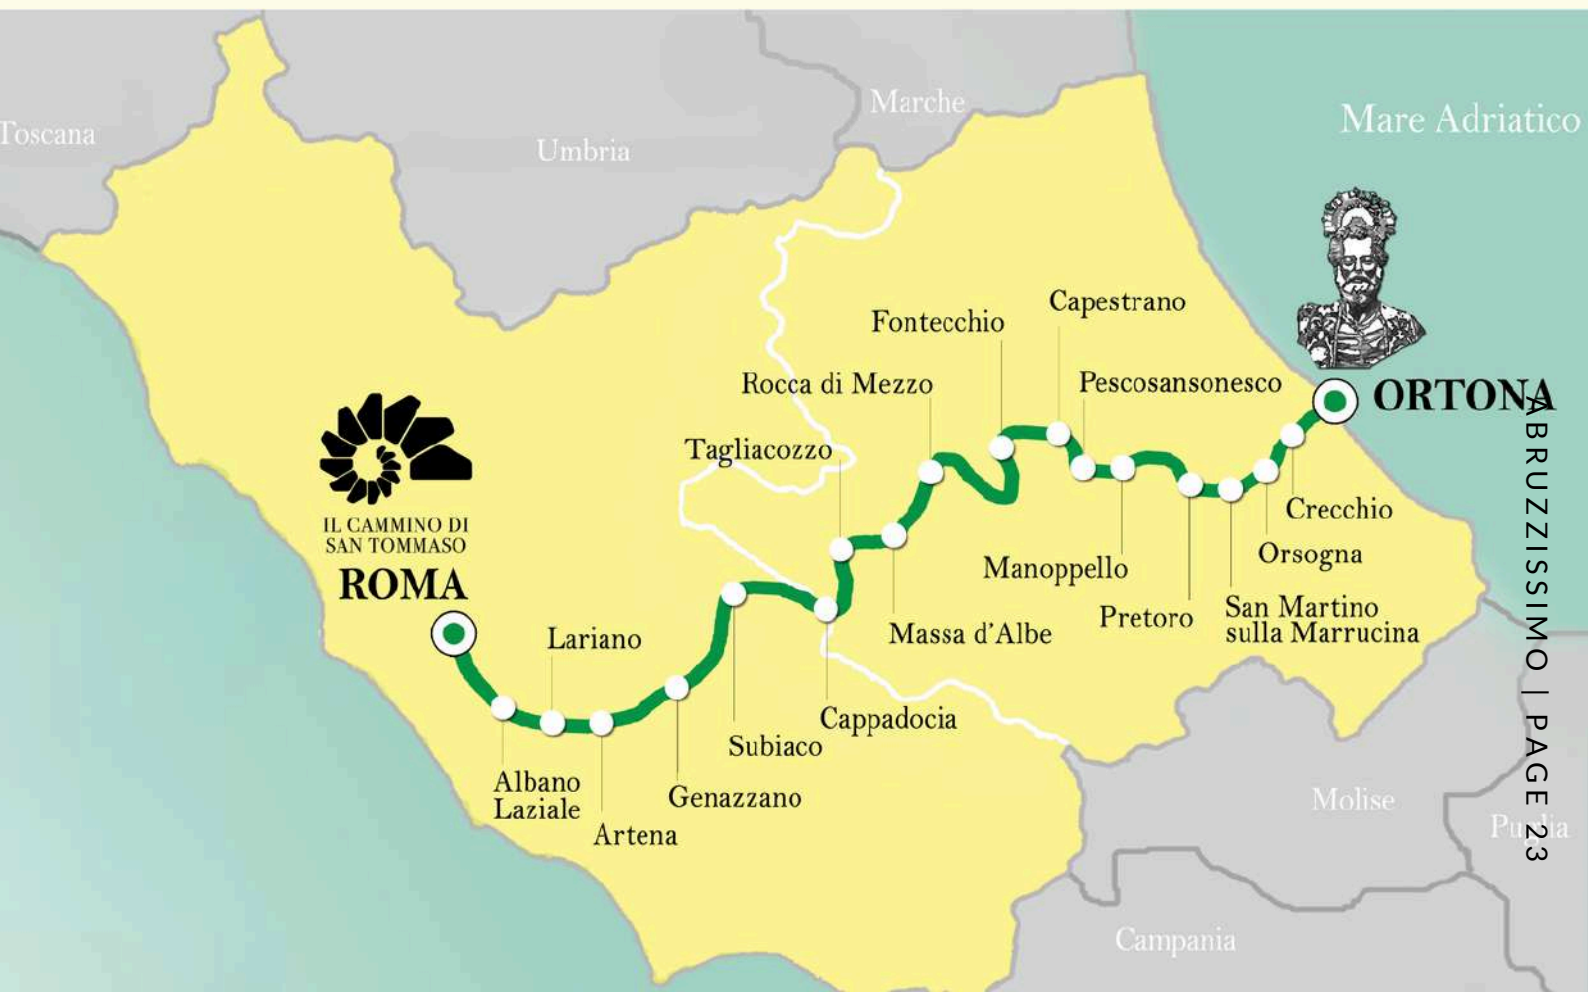 Toscana
Umbria
Marche
Mare Adriatico
Capestrano
Fontecchio
Rocca di Mezzo
Pescosansonesco
ORTONA
Tagliacozzo
IL CAMMINO DI
SAN TOMMASO
ROMA
Crecchio
Orsogna
Manoppello
Pretoro
San Martino
sulla Marrucina
Massa d'Albe
Lariano
Cappadocia
Subiaco
Albano
Laziale
Genazzano
Artena
Molise
Puglia
Campania
ABRUZZISSIMO | PAGE 23